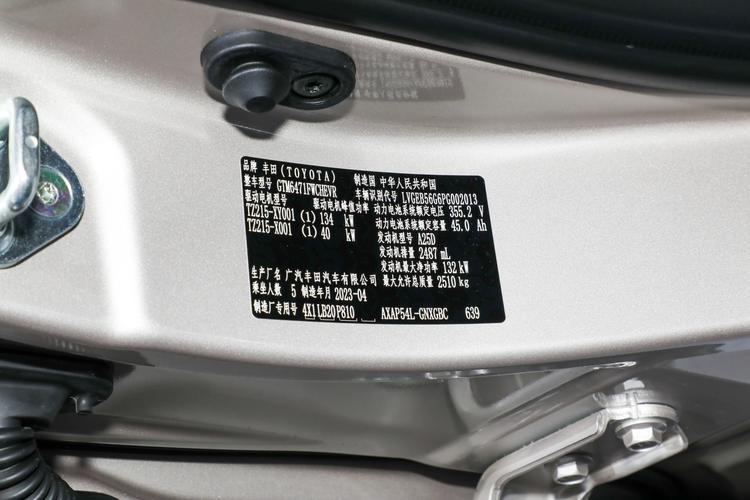 品牌 丰田(TOYOTA) 制造国 中华人民共和国
整车型号 GTM6471FWCHEVR 车辆识别代号 LVGEB56G6PG002013
驱动电机型号 驱动电机峰值功率 动力电池系统额定电压 355.2 V
TZ215-XY001 (1) 134 kW 动力电池系统额定容量 45.0 Ah
TZ215-X001 (1) 40 kW 发动机型号 A25D
发动机排量 2487 mL
发动机最大净功率 132 kW
生产厂名 广汽丰田汽车有限公司 最大允许总质量 2510 kg
乘坐人数 5 制造年月 2023-04
制造厂专用号 4X1 LB20 P810 AXAP54L-GNXGBC 639